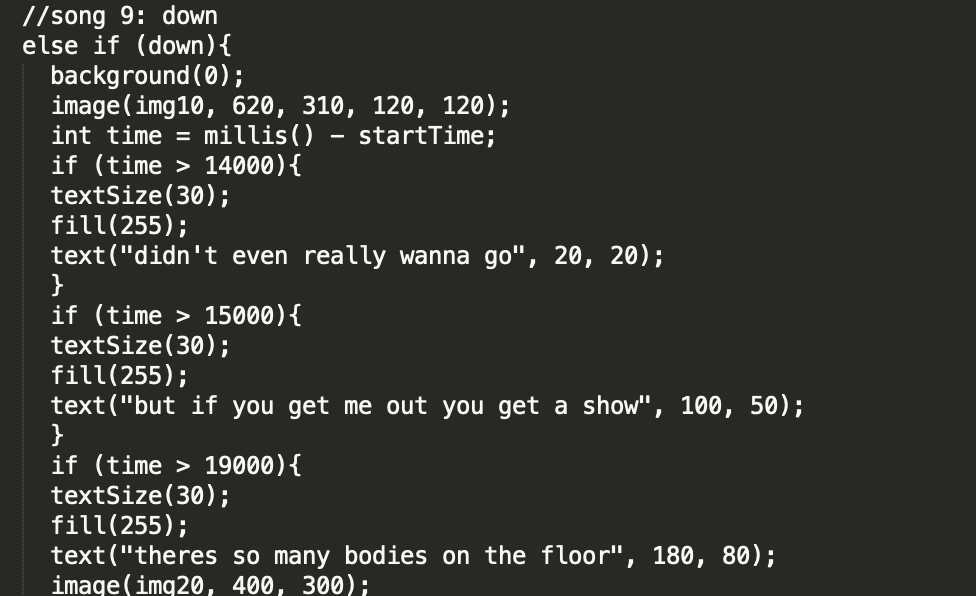 //song 9: down
else if (down){
background(0);
image(img10, 620, 310, 120, 120);
int time = millis() - startTime;
if (time > 14000){
textSize(30);
fill(255);
text("didn't even really wanna go", 20, 20);
}
if (time > 15000){
textSize(30);
fill(255);
text("but if you get me out you get a show", 100, 50);
}
if (time > 19000){
textSize(30);
fill(255);
text("theres so many bodies on the floor", 180, 80);
image(img20, 400, 300);